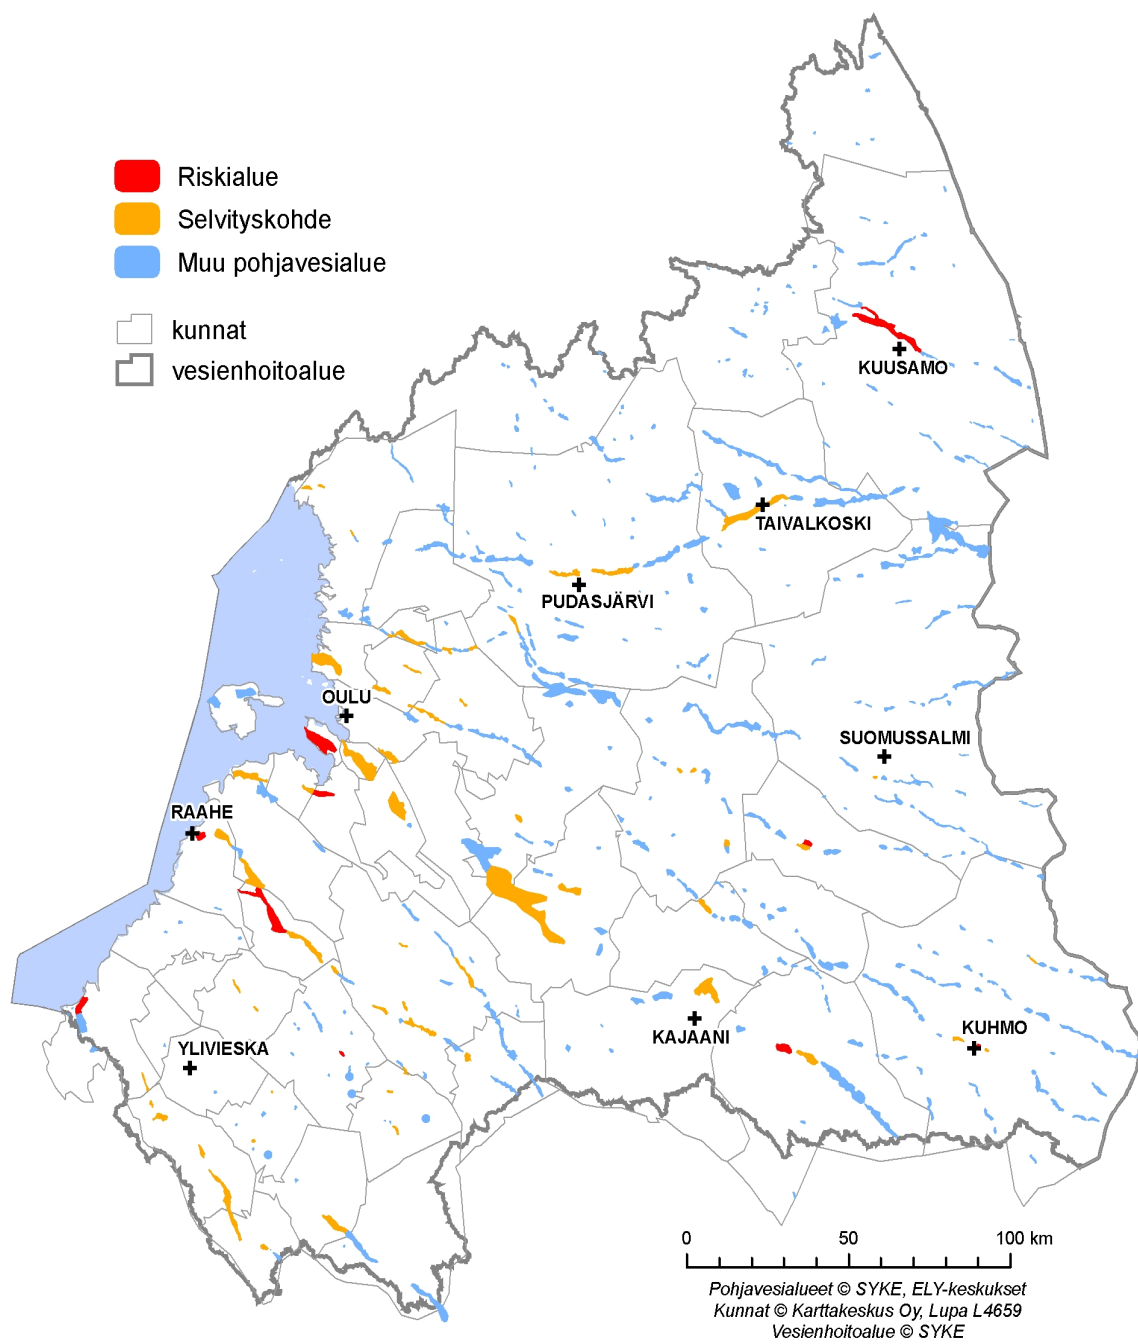 Riskialue
Selvityskohde
Muu pohjavesialue
kunnat
vesienhoitoalue
KUUSAMO
TAIVALKOSKI
PUDASJÄRVI
OULU
SUOMUSSALMI
RAAHE
KAJAANI
KUHMO
YLIVIESKA
0 50 100 km
Pohjavesialueet © SYKE, ELY-keskukset
Kunnat © Karttakeskus Oy, Lupa L4659
Vesienhoitoalue © SYKE